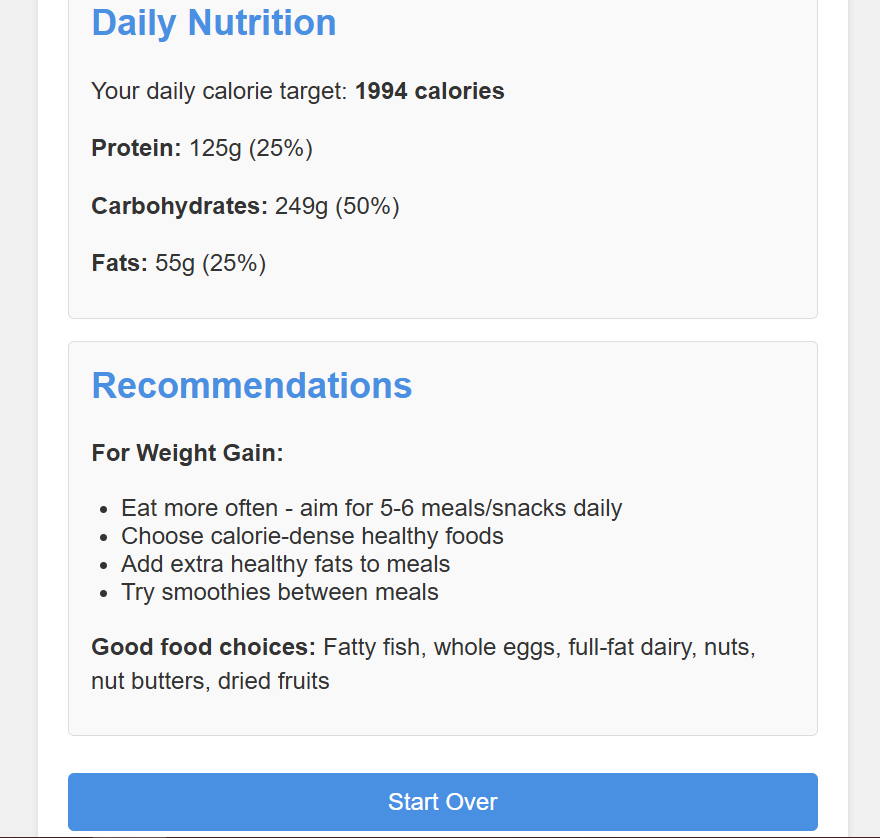 Daily Nutrition
Your daily calorie target: 1994 calories
Protein: 125g (25%)
Carbohydrates: 249g (50%)
Fats: 55g (25%)
Recommendations
For Weight Gain:
• Eat more often - aim for 5-6 meals/snacks daily
• Choose calorie-dense healthy foods
• Add extra healthy fats to meals
• Try smoothies between meals
Good food choices: Fatty fish, whole eggs, full-fat dairy, nuts,
nut butters, dried fruits
Start Over